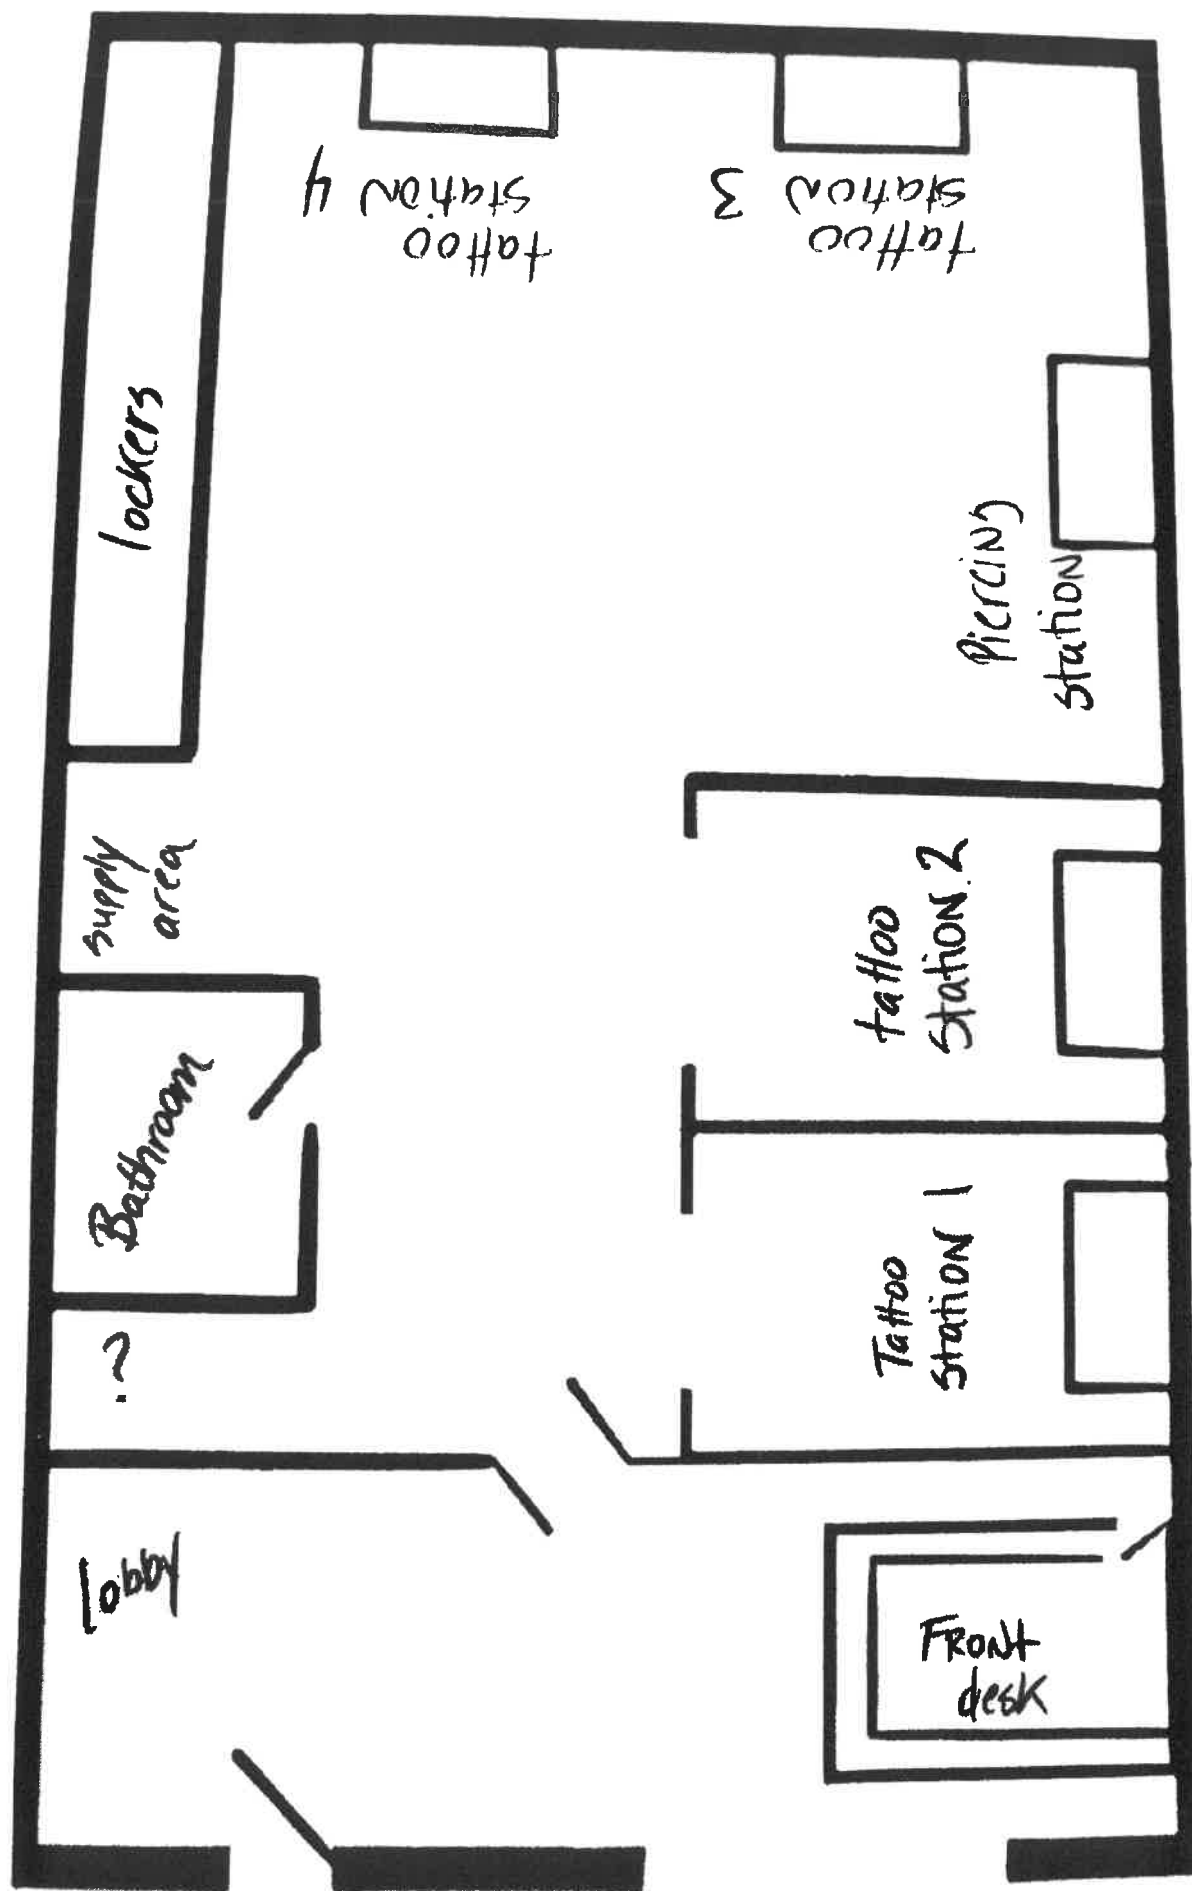 lockers
tattoo
station 4
tattoo
station 3
Piercing
station
supply
area
Bathroom
tattoo
station 2
?
Tattoo
station 1
lobby
FRONT
desk